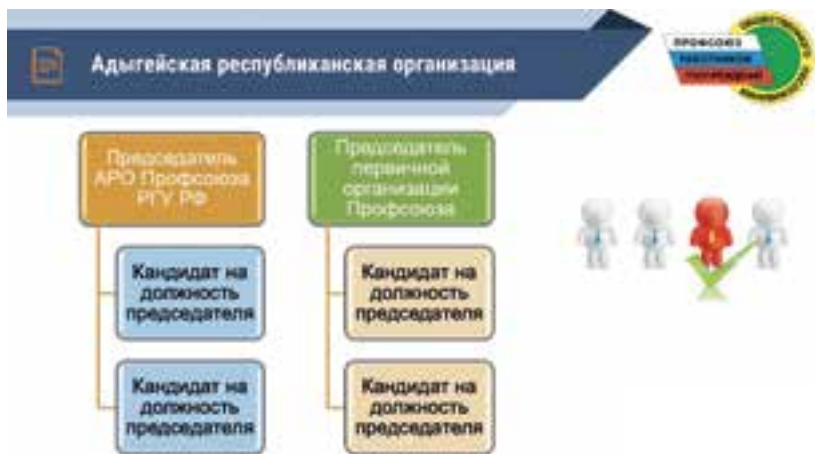 Адыгейская республиканская организация
ПРОФСОЮЗ
РАБОТНИКОВ
Председатель
АРО Профсоюза
РГУ РФ
Председатель
первичной
организации
Профсоюза
Кандидат на
должность
председателя
Кандидат на
должность
председателя
Кандидат на
должность
председателя
Кандидат на
должность
председателя